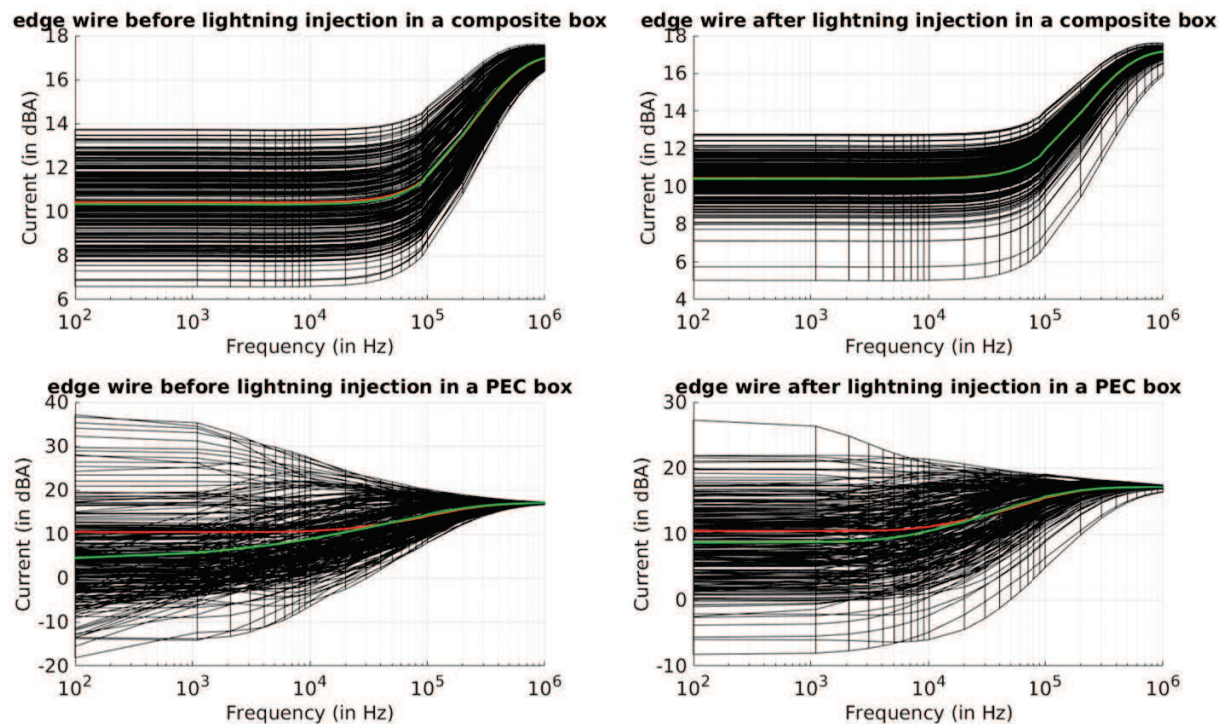 edge wire before lightning injection in a composite box
18
16
14
12
10
8
6
Current (in dBA)
10^2 10^3 10^4 10^5 10^6
Frequency (in Hz)
edge wire after lightning injection in a composite box
18
16
14
12
10
8
6
4
Current (in dBA)
10^2 10^3 10^4 10^5 10^6
Frequency (in Hz)
edge wire before lightning injection in a PEC box
40
30
20
10
0
-10
-20
Current (in dBA)
10^2 10^3 10^4 10^5 10^6
Frequency (in Hz)
edge wire after lightning injection in a PEC box
30
20
10
0
-10
Current (in dBA)
10^2 10^3 10^4 10^5 10^6
Frequency (in Hz)